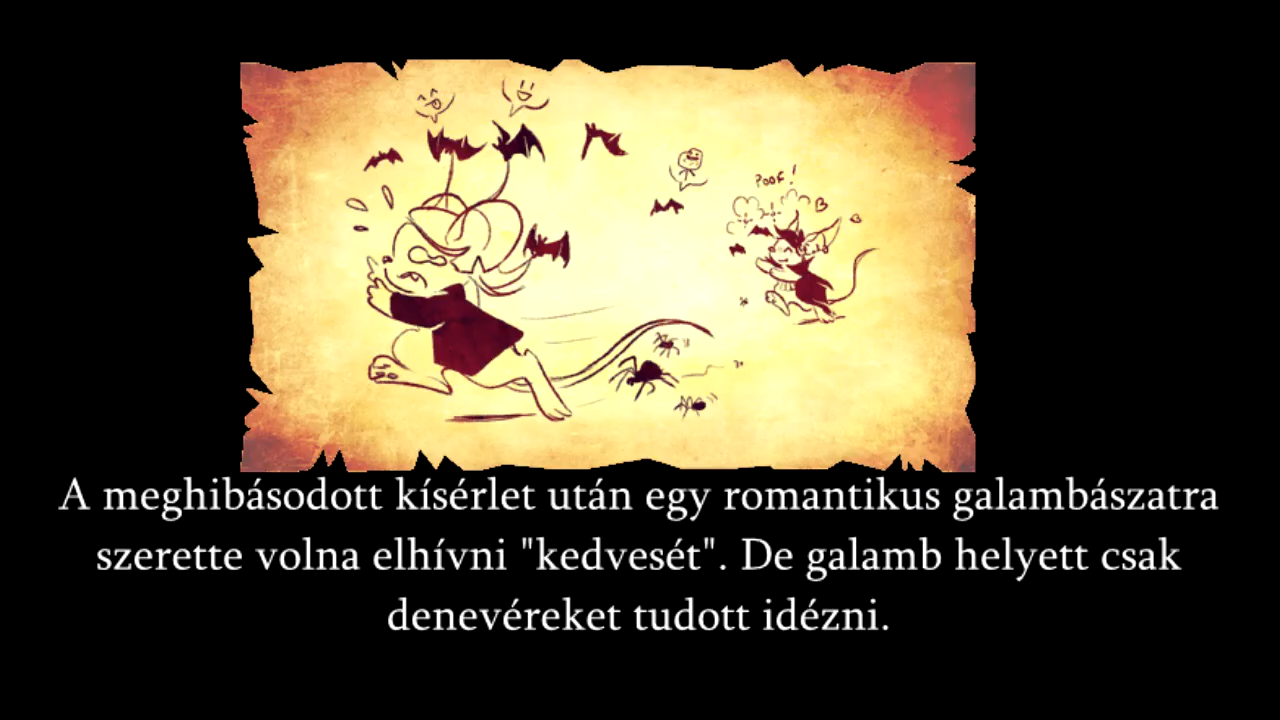 Poof!
A meghibásodott kísérlet után egy romantikus galambászatra
szerette volna elhívni "kedvesét". De galamb helyett csak
denevéreket tudott idézni.